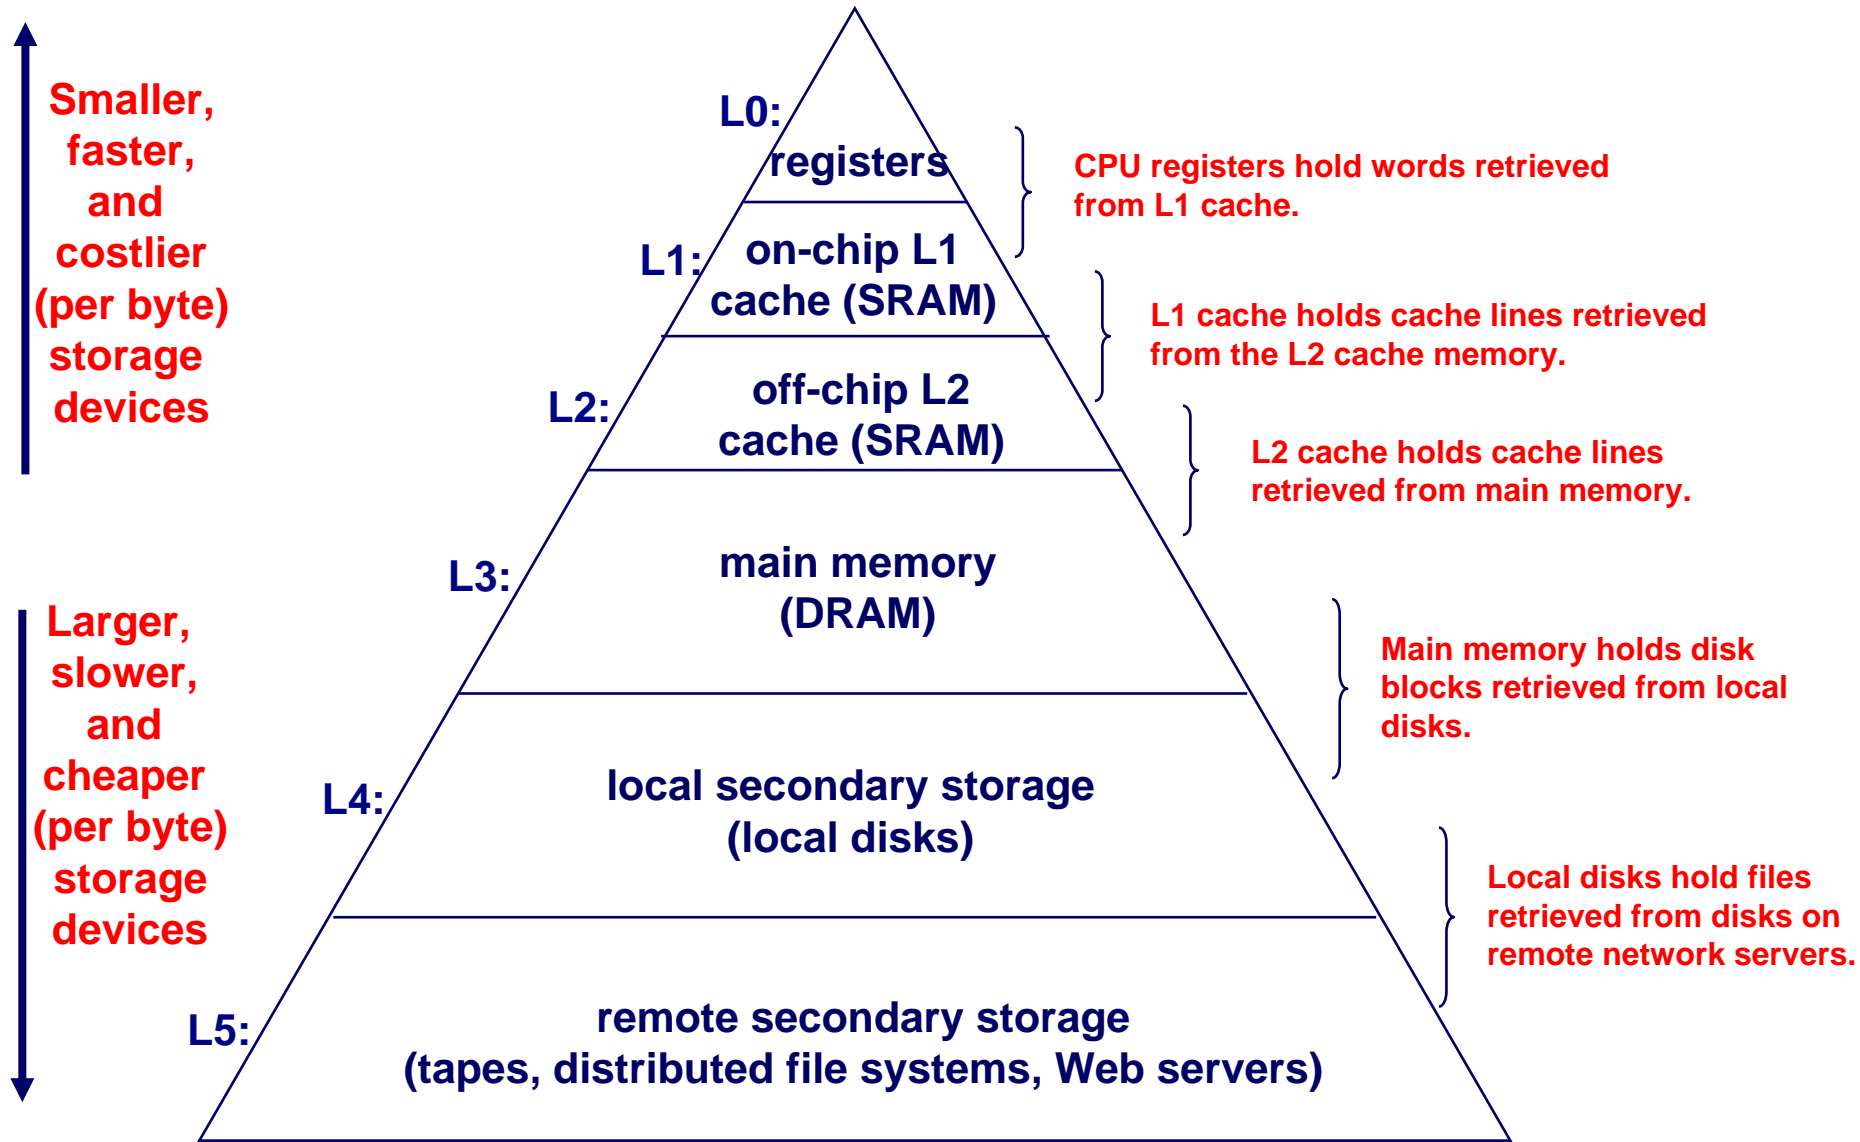 Smaller,
faster,
and
costlier
(per byte)
storage
devices
Larger,
slower,
and
cheaper
(per byte)
storage
devices
L0:
registers
CPU registers hold words retrieved
from L1 cache.
L1:
on-chip L1
cache (SRAM)
L1 cache holds cache lines retrieved
from the L2 cache memory.
L2:
off-chip L2
cache (SRAM)
L2 cache holds cache lines
retrieved from main memory.
L3:
main memory
(DRAM)
Main memory holds disk
blocks retrieved from local
disks.
L4:
local secondary storage
(local disks)
Local disks hold files
retrieved from disks on
remote network servers.
L5:
remote secondary storage
(tapes, distributed file systems, Web servers)